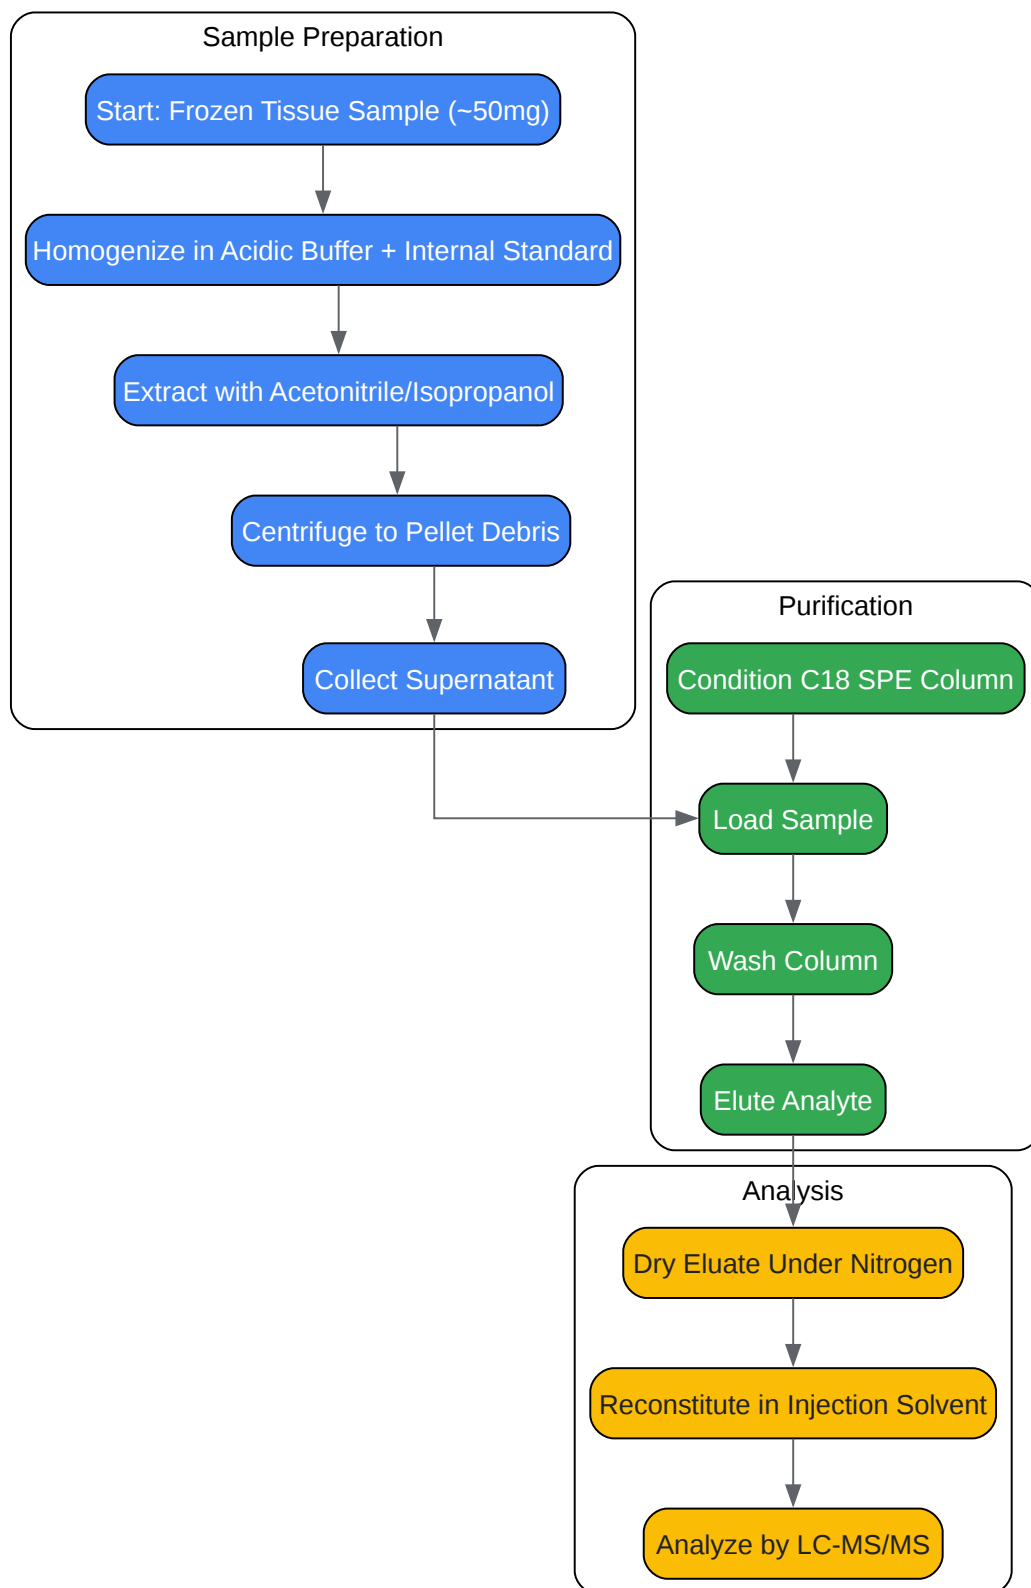 Sample Preparation
Start: Frozen Tissue Sample (~50mg)
Homogenize in Acidic Buffer + Internal Standard
Extract with Acetonitrile/Isopropanol
Centrifuge to Pellet Debris
Collect Supernatant
Purification
Condition C18 SPE Column
Load Sample
Wash Column
Elute Analyte
Analysis
Dry Eluate Under Nitrogen
Reconstitute in Injection Solvent
Analyze by LC-MS/MS